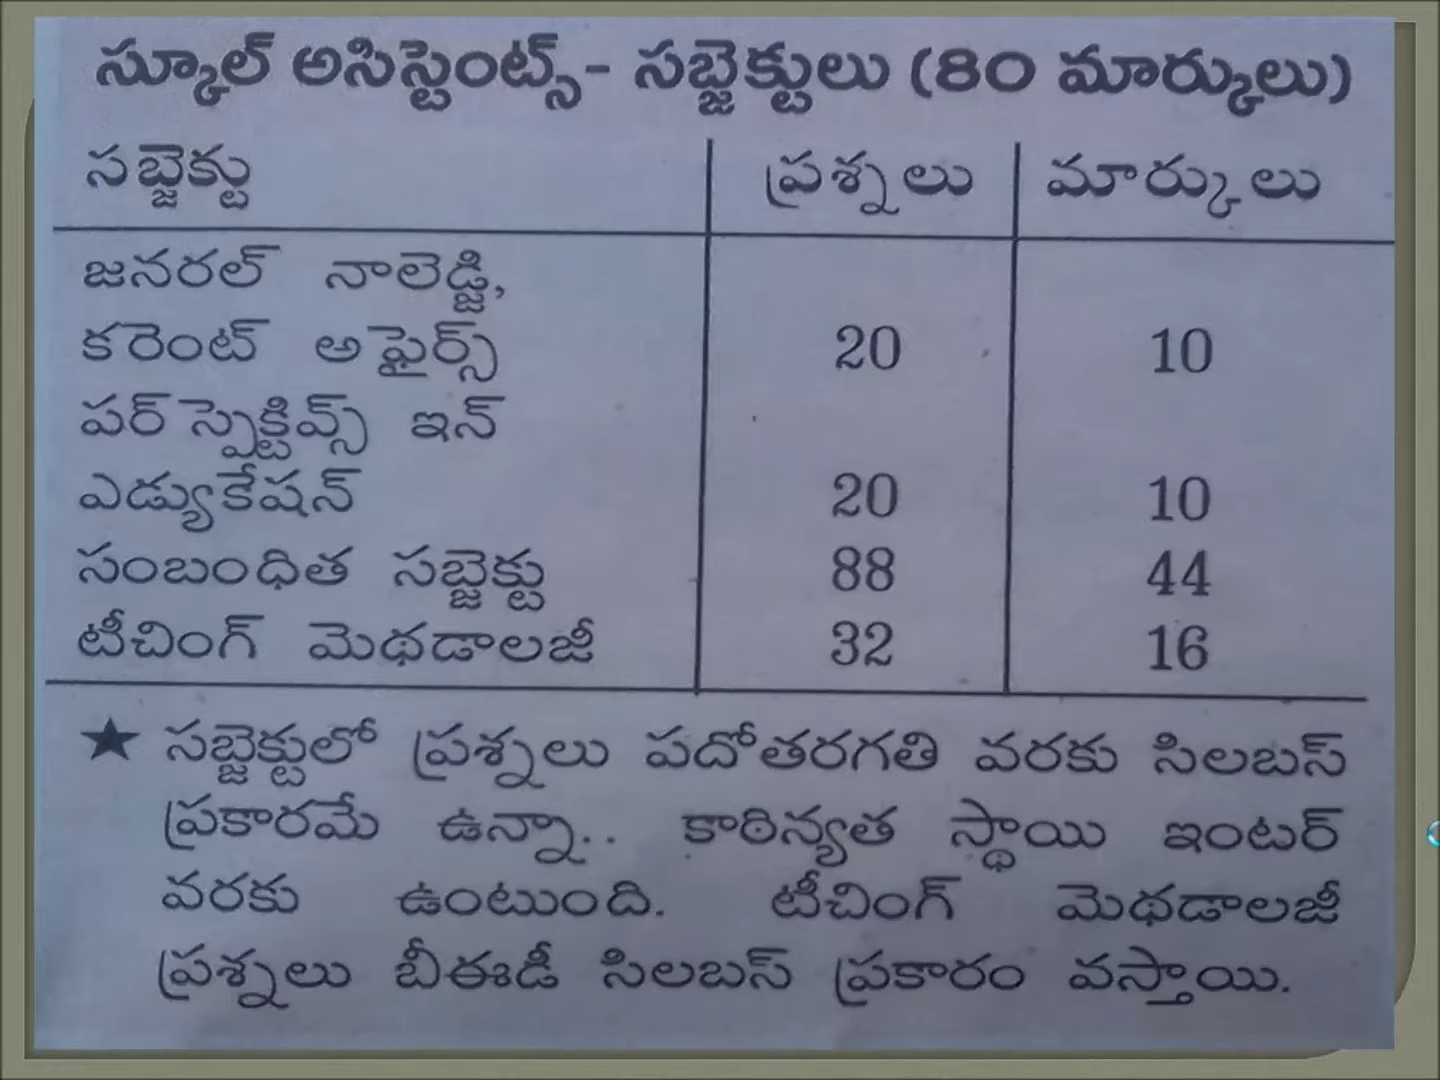 స్కూల్ అసిస్టెంట్స్- సబ్జెక్టులు (80 మార్కులు)
సబ్జెక్టు ప్రశ్నలు మార్కులు
జనరల్ నాలెడ్జి,
కరెంట్ అఫైర్స్ 20 10
పర్ స్పెక్టివ్స్ ఇన్
ఎడ్యుకేషన్ 20 10
సంబంధిత సబ్జెక్టు 88 44
టీచింగ్ మెథడాలజీ 32 16
★ సబ్జెక్టులో ప్రశ్నలు పదోతరగతి వరకు సిలబస్
ప్రకారమే ఉన్నా.. కాఠిన్యత స్థాయి ఇంటర్
వరకు ఉంటుంది. టీచింగ్ మెథడాలజీ
ప్రశ్నలు బీఈడీ సిలబస్ ప్రకారం వస్తాయి.